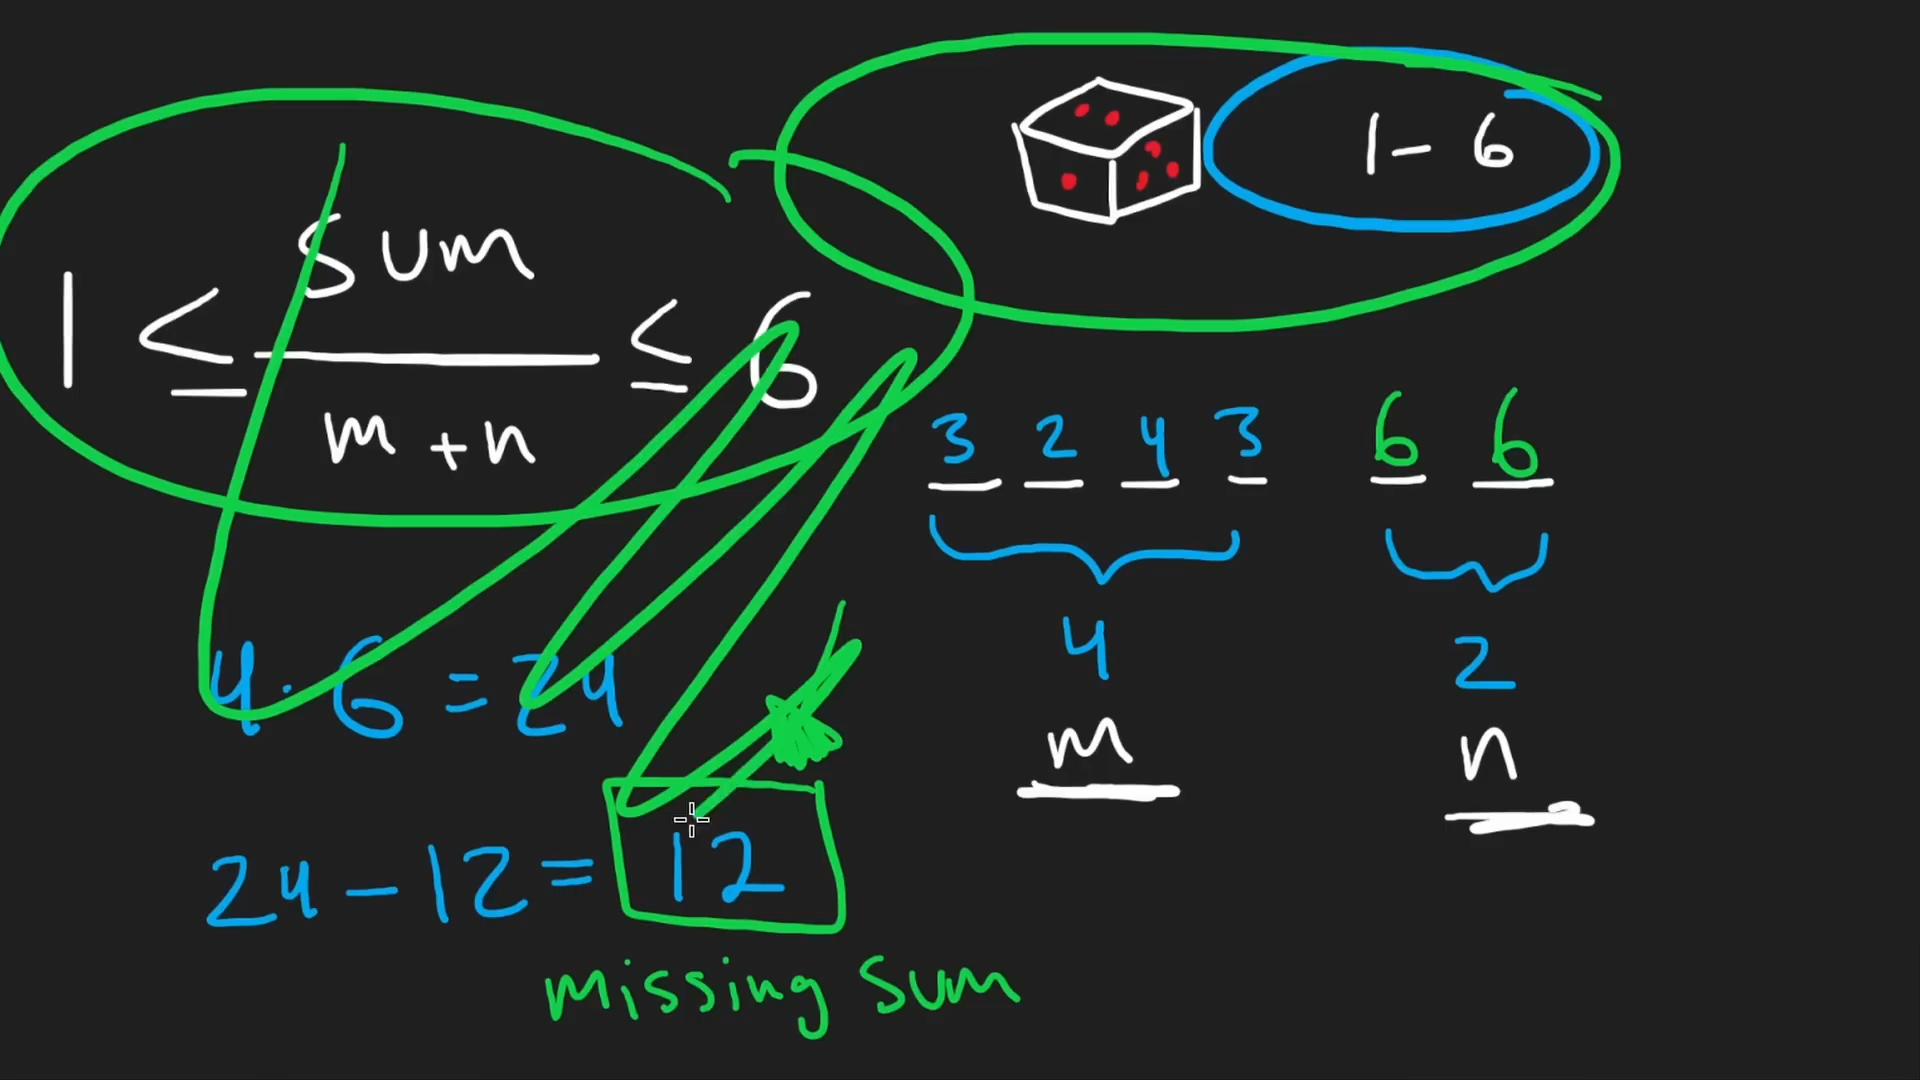 1 - 6
1 ≤ sum / m + n ≤ 6
3 2 4 3 6 6
4 2
m n
4 · 6 = 24
24 - 12 = 12
missing sum